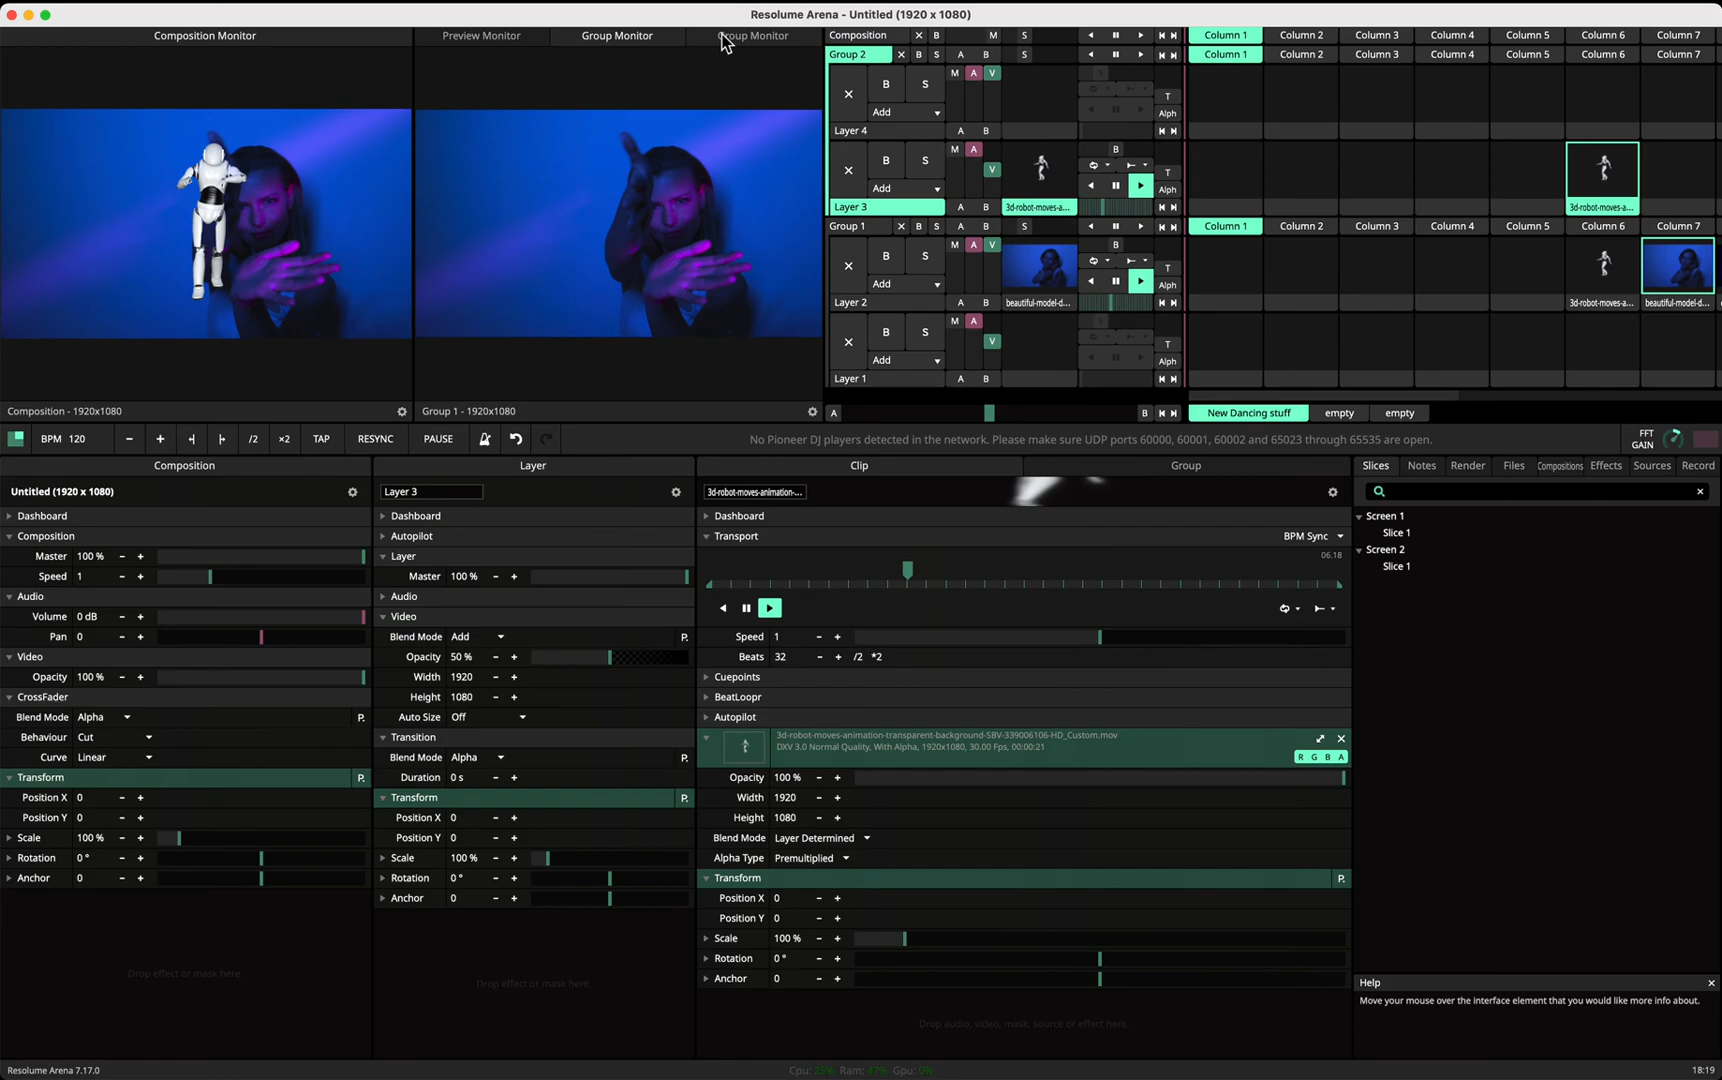 Resolume Arena - Untitled (1920 x 1080)
Composition Monitor
Preview Monitor
Group Monitor
Group Monitor
Composition B M S
Column 1 Column 2 Column 3 Column 4 Column 5 Column 6 Column 7
Group 2 B S A B S
Column 1 Column 2 Column 3 Column 4 Column 5 Column 6 Column 7
B S M A V S
Add T
Alph
Layer 4 A B
B S M A V B
Add T
Alph
Layer 3 A B 3d-robot-moves-a... 3d-robot-moves-a...
Group 1 B S A B S
Column 1 Column 2 Column 3 Column 4 Column 5 Column 6 Column 7
B S M A V B
Add T
Alph
Layer 2 A B beautiful-model-d... 3d-robot-moves-a... beautiful-model-d...
B S M A V S
Add T
Alph
Layer 1 A B
Composition - 1920x1080
Group 1 - 1920x1080
A B
New Dancing stuff empty empty
BPM 120 - + /2 ×2 TAP RESYNC PAUSE
No Pioneer DJ players detected in the network. Please make sure UDP ports 60000, 60001, 60002 and 65023 through 65535 are open.
FFT
GAIN
Composition Layer Clip Group
Slices Notes Render Files Compositions Effects Sources Record
Untitled (1920 x 1080)
Dashboard
Composition
Master 100 % - +
Speed 1 - +
Audio
Volume 0 dB - +
Pan 0 - +
Video
Opacity 100 % - +
CrossFader
Blend Mode Alpha P.
Behaviour Cut
Curve Linear
Transform P.
Position X 0 - +
Position Y 0 - +
Scale 100 % - +
Rotation 0 ° - +
Anchor 0 - +
Drop effect or mask here.
Layer 3
Dashboard
Autopilot
Layer
Master 100 % - +
Audio
Video
Blend Mode Add P.
Opacity 50 % - +
Width 1920 - +
Height 1080 - +
Auto Size Off
Transition
Blend Mode Alpha P.
Duration 0 s - +
Transform P.
Position X 0 - +
Position Y 0 - +
Scale 100 % - +
Rotation 0 ° - +
Anchor 0 - +
Drop effect or mask here.
3d-robot-moves-animation-...
Dashboard
Transport BPM Sync
06.18
Speed 1 - +
Beats 32 - + /2 *2
Cuepoints
BeatLoopr
Autopilot
3d-robot-moves-animation-transparent-background-SBV-339006106-HD_Custom.mov
DXV 3.0 Normal Quality, With Alpha, 1920x1080, 30.00 Fps, 00:00:21
R G B A
Opacity 100 % - +
Width 1920 - +
Height 1080 - +
Blend Mode Layer Determined
Alpha Type Premultiplied
Transform P.
Position X 0 - +
Position Y 0 - +
Scale 100 % - +
Rotation 0 ° - +
Anchor 0 - +
Drop audio, video, mask, source or effect here.
Screen 1
Slice 1
Screen 2
Slice 1
Help
Move your mouse over the interface element that you would like more info about.
Resolume Arena 7.17.0
Cpu: 25% Ram: 47% Gpu: 0%
18:19